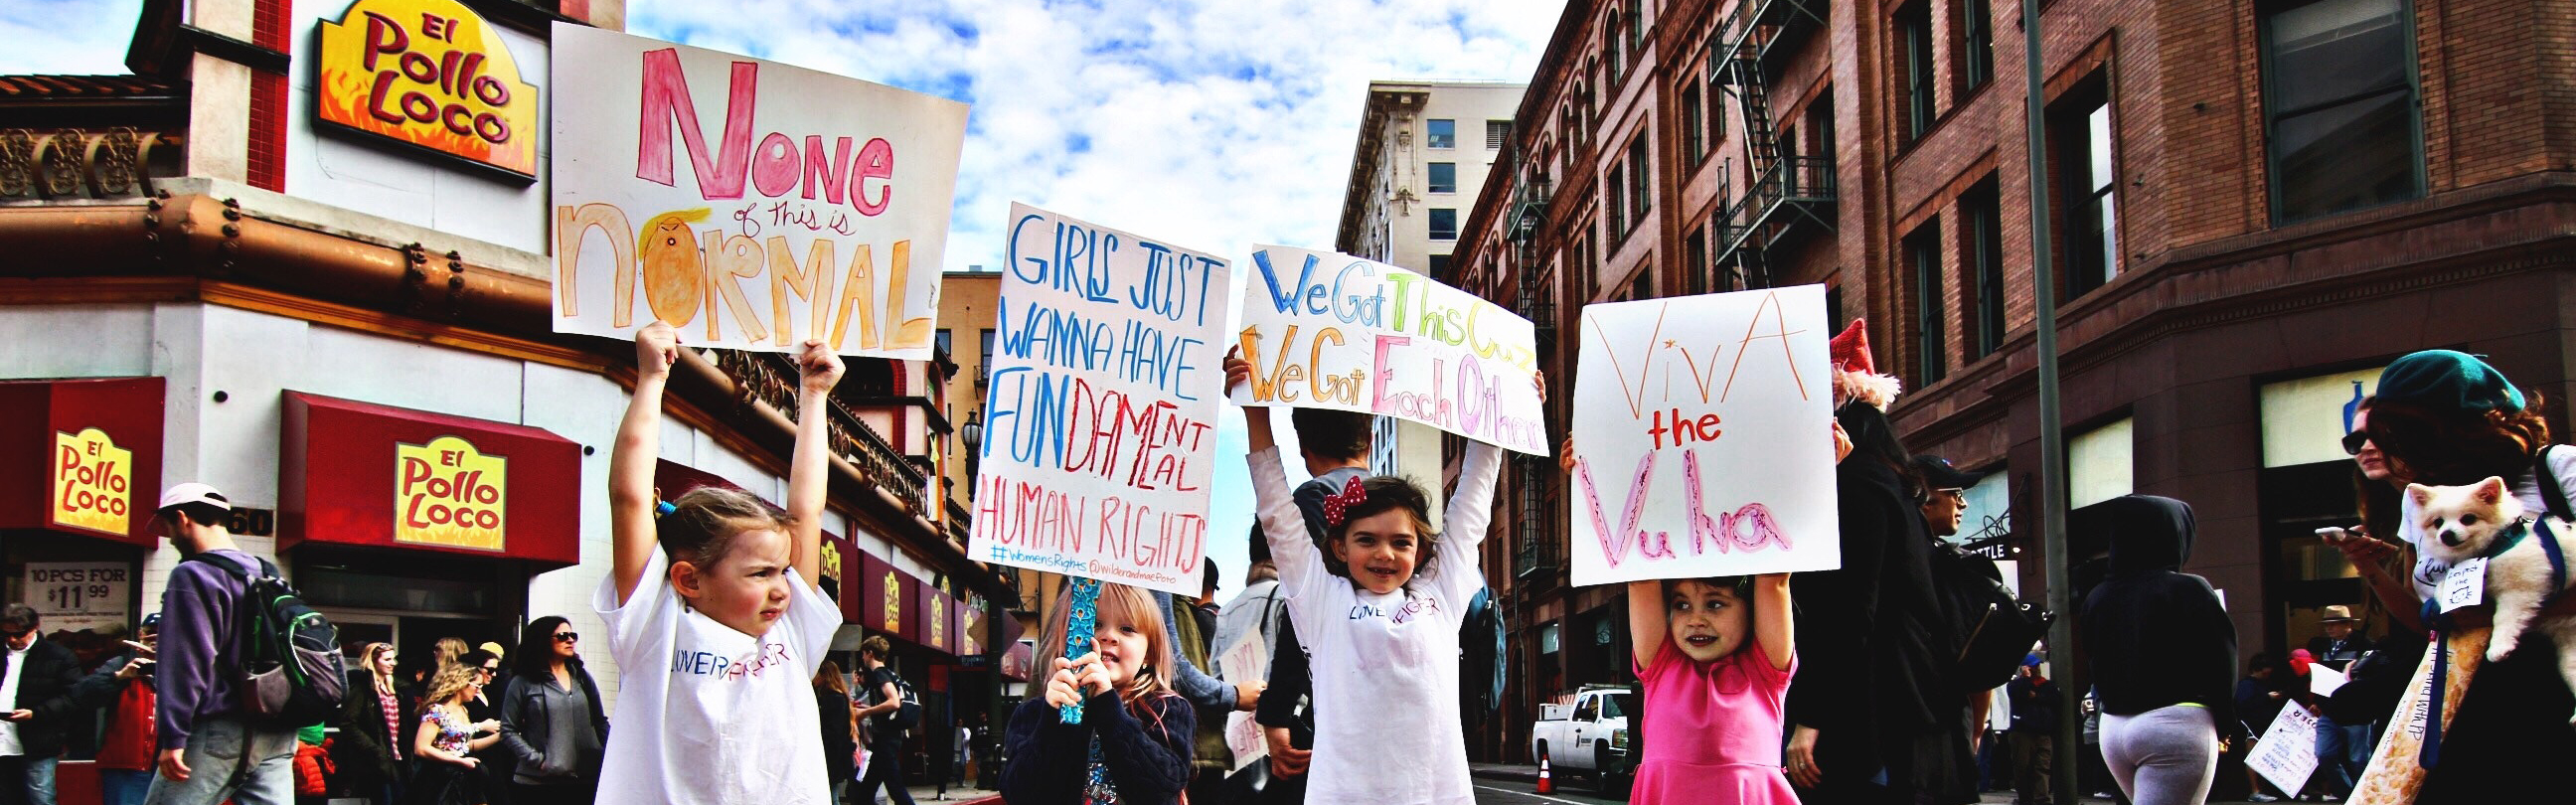 El
Pollo
Loco
None
of this is
NORMAL
GIRLS JUST
WANNA HAVE
FUNDAMENTAL
HUMAN RIGHTS
#WomensRights @wilderandmaefoto
We Got This Cuz
We Got Each Other
ViVA
the
Vulva
El
Pollo
Loco
El
Pollo
Loco
60
10 PCS FOR
$11.99
LOVER FIGHTER
LOVER FIGHTER